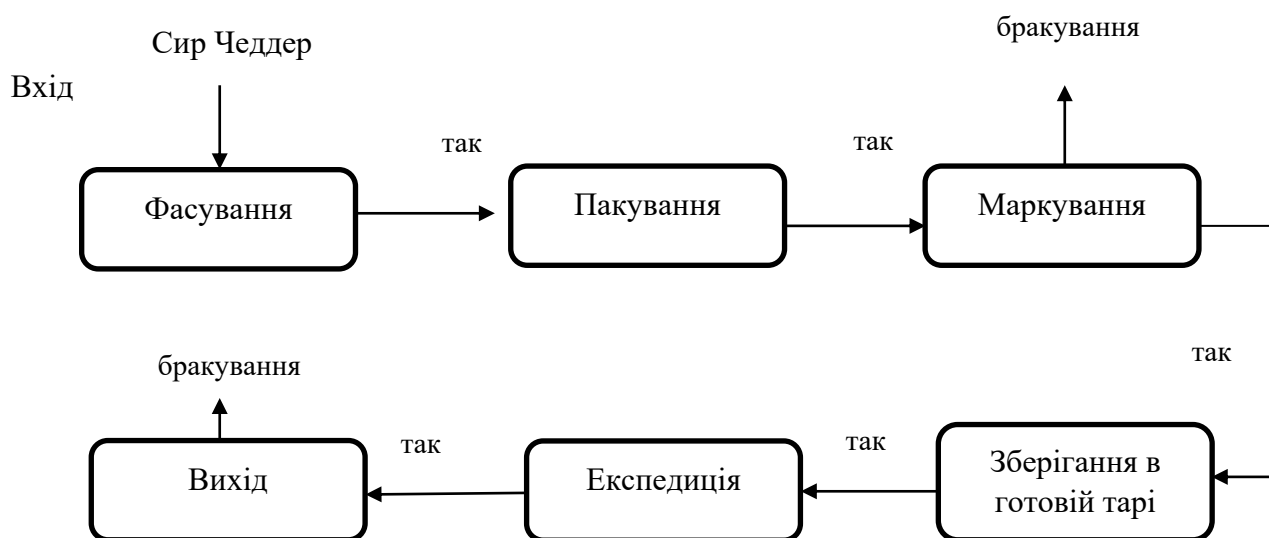 бракування
Сир Чеддер
Вхід
так
так
Фасування
Пакування
Маркування
бракування
так
так
так
Вихід
Експедиція
Зберігання в
готовій тарі